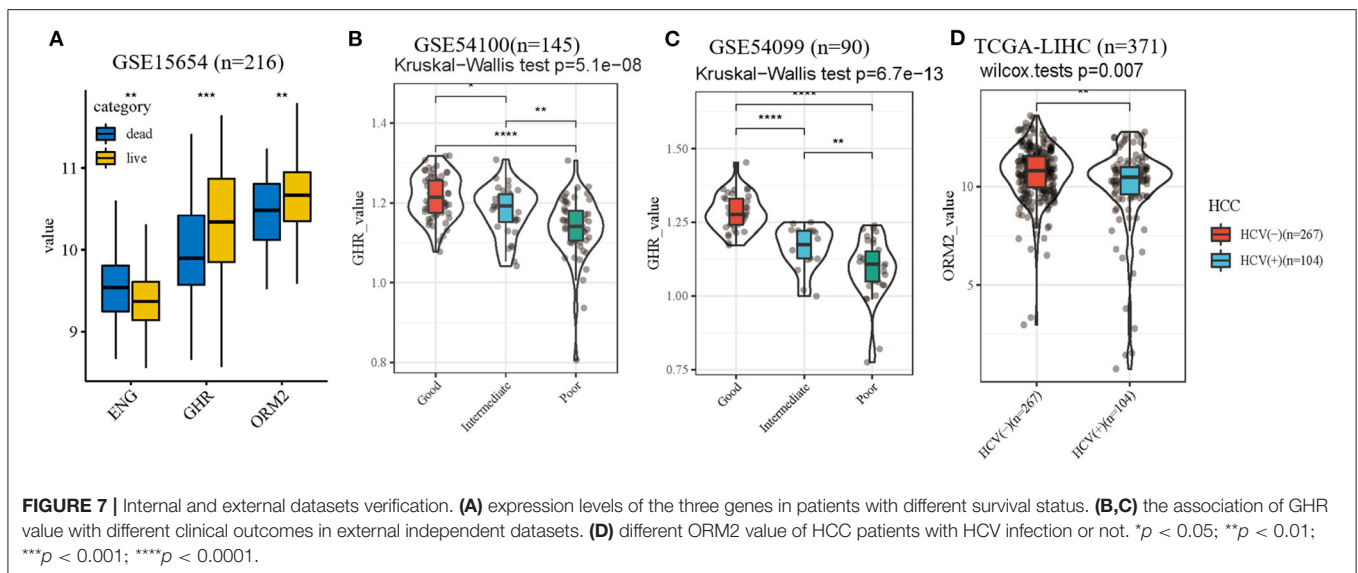 A
GSE15654 (n=216)
** *** **
category
dead
live
value
11
10
9
ENG
GHR
ORM2
B
GSE54100(n=145)
Kruskal−Wallis test p=5.1e−08
*
**
****
GHR_value
1.4
1.2
1.0
0.8
Good
Intermediate
Poor
C
GSE54099 (n=90)
Kruskal−Wallis test p=6.7e−13
****
****
**
GHR_value
1.50
1.25
1.00
0.75
Good
Intermediate
Poor
D
TCGA-LIHC (n=371)
wilcox.tests p=0.007
**
ORM2_value
10
5
HCV(−)(n=267)
HCV(+)(n=104)
HCC
HCV(−)(n=267)
HCV(+)(n=104)
FIGURE 7 | Internal and external datasets verification. (A) expression levels of the three genes in patients with different survival status. (B,C) the association of GHR
value with different clinical outcomes in external independent datasets. (D) different ORM2 value of HCC patients with HCV infection or not. *p < 0.05; **p < 0.01;
***p < 0.001; ****p < 0.0001.